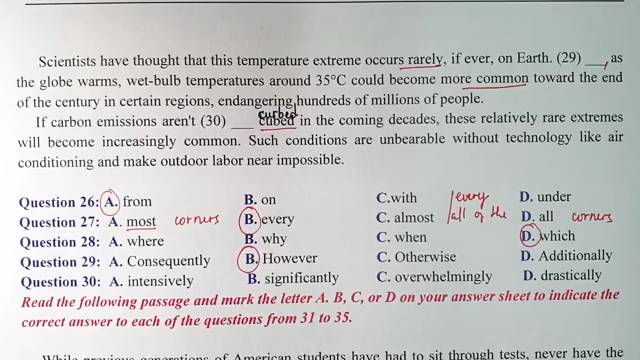 Scientists have thought that this temperature extreme occurs rarely, if ever, on Earth. (29) ___, as
the globe warms, wet-bulb temperatures around 35°C could become more common toward the end
of the century in certain regions, endangering hundreds of millions of people.
curbed
If carbon emissions aren't (30) ___ cubed in the coming decades, these relatively rare extremes
will become increasingly common. Such conditions are unbearable without technology like air
conditioning and make outdoor labor near impossible.
Question 26: A. from B. on C.with D. under
every
Question 27: A. most corners B. every C. almost /all of the D. all corners
Question 28: A. where B. why C. when D. which
Question 29: A. Consequently B. However C. Otherwise D. Additionally
Question 30: A. intensively B. significantly C. overwhelmingly D. drastically
Read the following passage and mark the letter A. B, C, or D on your answer sheet to indicate the
correct answer to each of the questions from 31 to 35.
While previous generations of American students have had to sit through tests, never have the